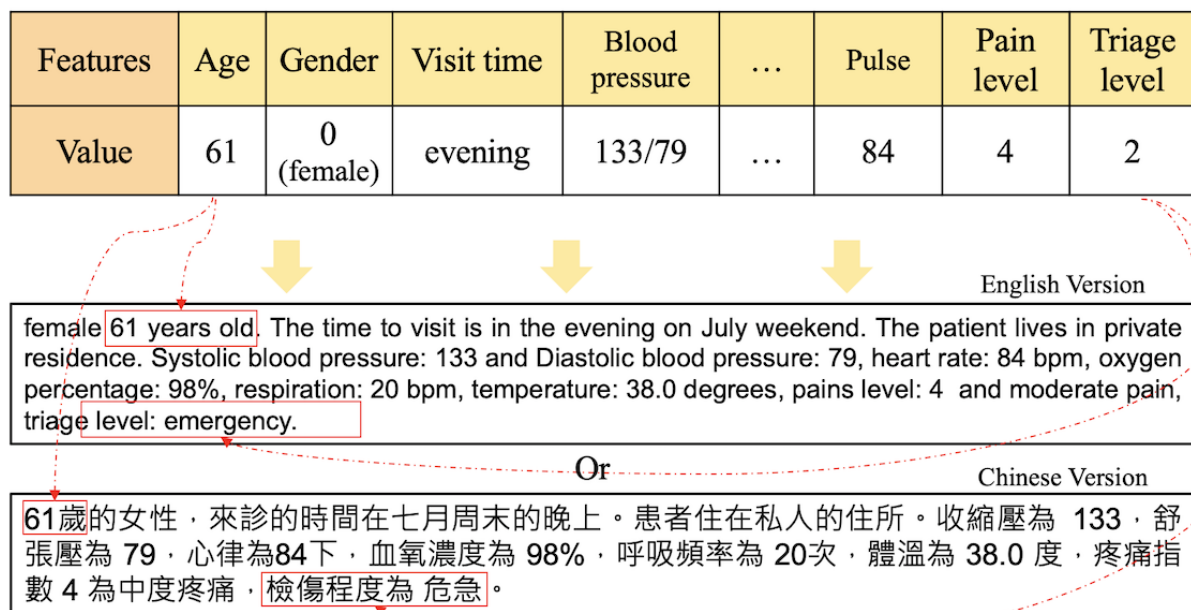 Features Age Gender Visit time Blood pressure ... Pulse Pain level Triage level
Value 61 0 (female) evening 133/79 ... 84 4 2
English Version
female 61 years old. The time to visit is in the evening on July weekend. The patient lives in private
residence. Systolic blood pressure: 133 and Diastolic blood pressure: 79, heart rate: 84 bpm, oxygen
percentage: 98%, respiration: 20 bpm, temperature: 38.0 degrees, pains level: 4 and moderate pain,
triage level: emergency.
Or
Chinese Version
61歲的女性，來診的時間在七月周末的晚上。患者住在私人的住所。收縮壓為 133，舒
張壓為 79，心律為84下，血氧濃度為 98%，呼吸頻率為 20次，體溫為 38.0 度，疼痛指
數 4 為中度疼痛，檢傷程度為 危急。